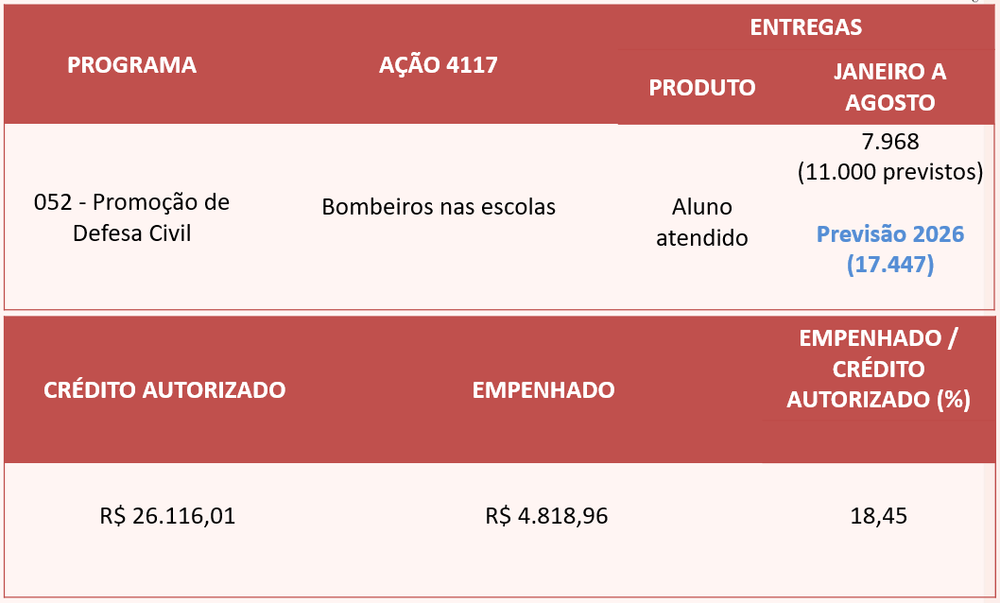 PROGRAMA
AÇÃO 4117
ENTREGAS
PRODUTO
JANEIRO A
AGOSTO
052 - Promoção de
Defesa Civil
Bombeiros nas escolas
Aluno
atendido
7.968
(11.000 previstos)
Previsão 2026
(17.447)
CRÉDITO AUTORIZADO
EMPENHADO
EMPENHADO /
CRÉDITO
AUTORIZADO (%)
R$ 26.116,01
R$ 4.818,96
18,45